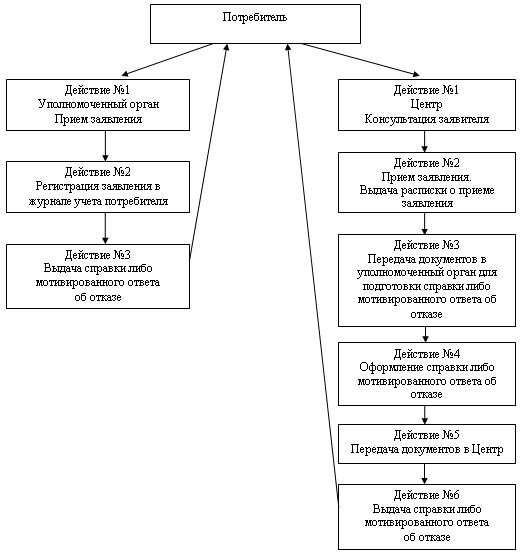 Потребитель
Действие №1
Уполномоченный орган
Прием заявления
Действие №2
Регистрация заявления в
журнале учета потребителя
Действие №3
Выдача справки либо
мотивированного ответа
об отказе
Действие №1
Центр
Консультация заявителя
Действие №2
Прием заявления.
Выдача расписки о приеме
заявления
Действие №3
Передача документов в
уполномоченный орган для
подготовки справки либо
мотивированного ответа об
отказе
Действие №4
Оформление справки либо
мотивированного ответа об
отказе
Действие №5
Передача документов в Центр
Действие №6
Выдача справки либо
мотивированного ответа
об отказе